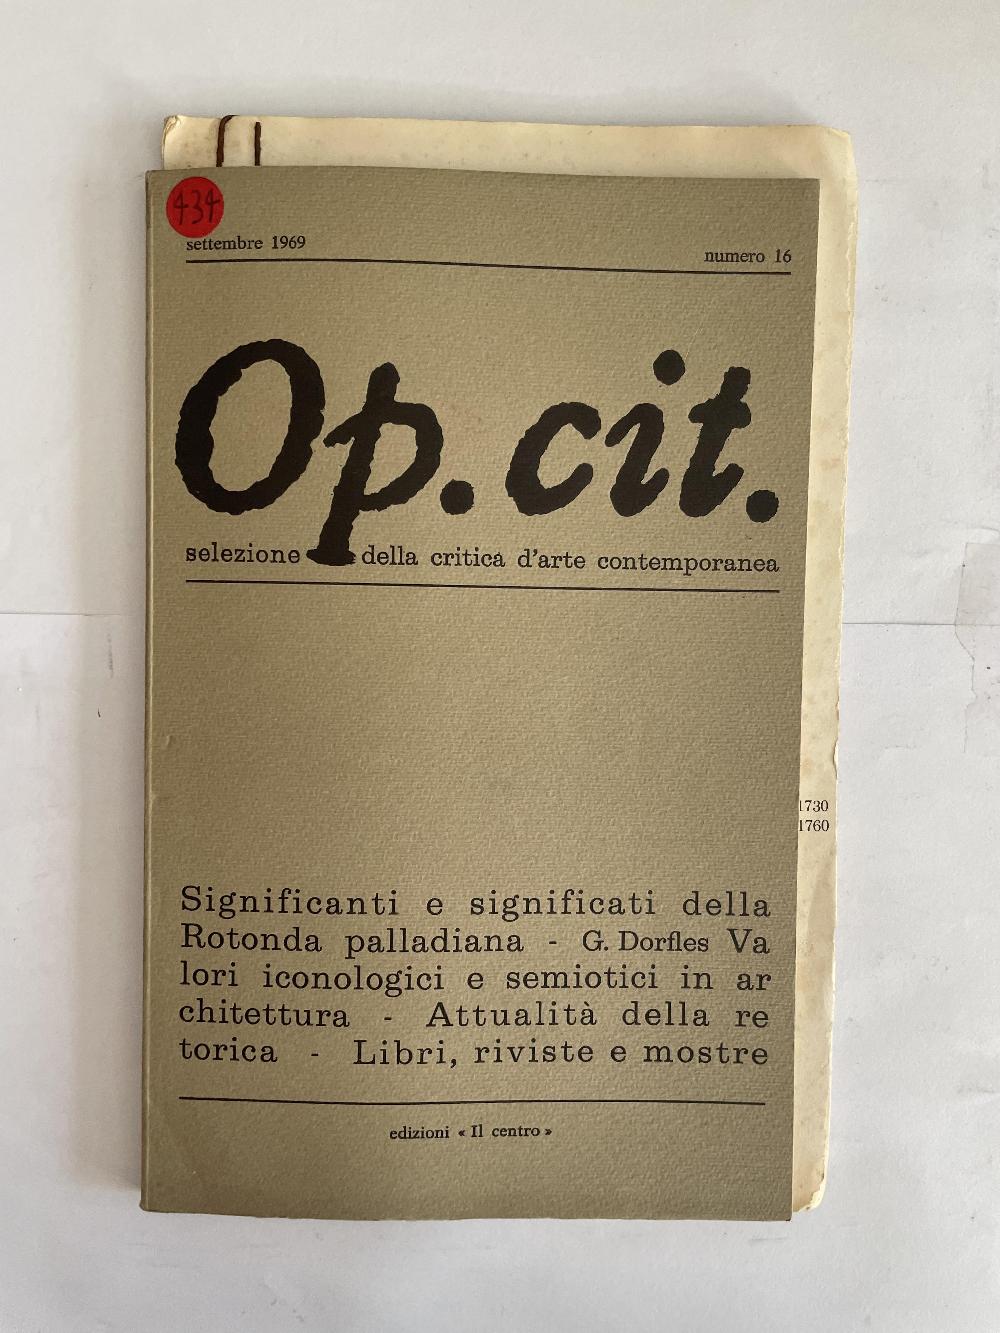 434
settembre 1969
numero 16
Op. cit.
selezione della critica d'arte contemporanea
1730
1760
Significanti e significati della
Rotonda palladiana - G. Dorfles Va
lori iconologici e semiotici in ar
chitettura - Attualità della re
torica - Libri, riviste e mostre
edizioni « Il centro »